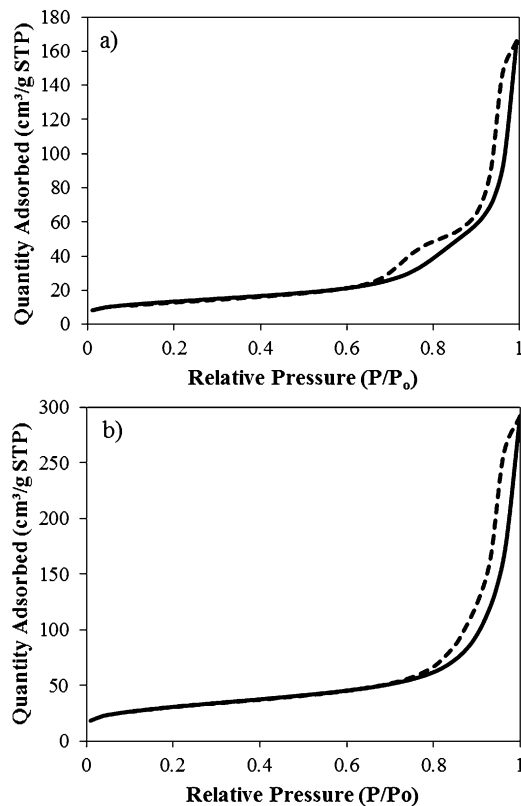 a)
Quantity Adsorbed (cm³/g STP)
180
160
140
120
100
80
60
40
20
0
0 0.2 0.4 0.6 0.8 1
Relative Pressure (P/Pₒ)
b)
Quantity Adsorbed (cm³/g STP)
300
250
200
150
100
50
0
0 0.2 0.4 0.6 0.8 1
Relative Pressure (P/Po)